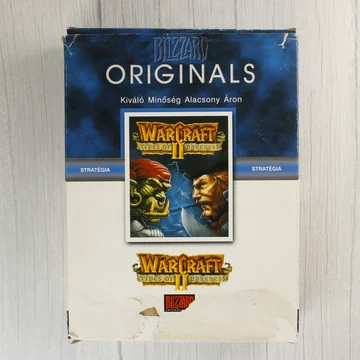 BLIZZARD
ORIGINALS
Kiváló Minőség Alacsony Áron
WARCRAFT
II
TIDES OF DARKNESS
STRATÉGIA
STRATÉGIA
WARCRAFT
II
TIDES OF DARKNESS
BLIZZARD